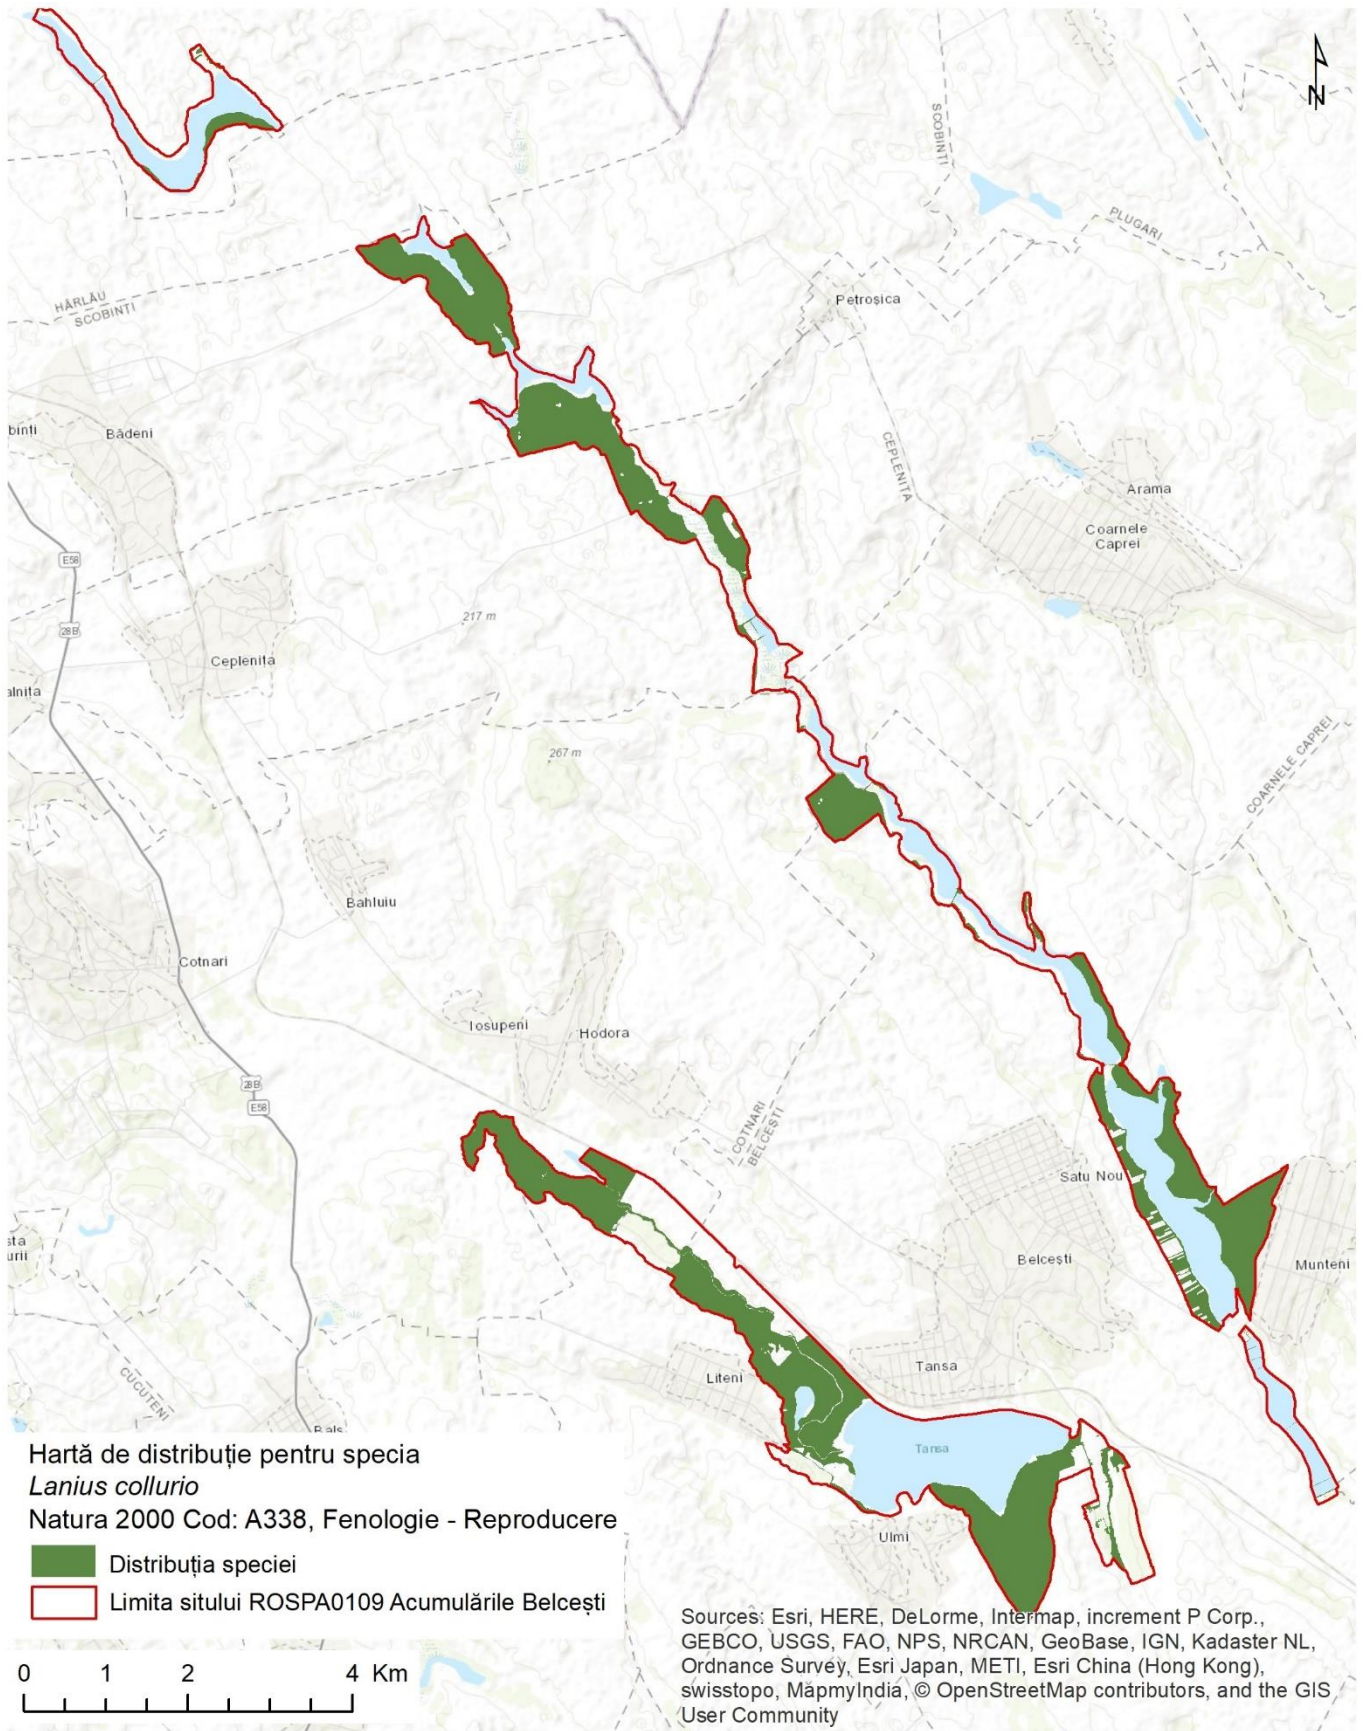 N
SCOBINTI
PLUGARI
HÂRLĂU
SCOBINTI
Petroșica
binți
Bădeni
CEPLENIȚA
Arama
Coarnele
Caprei
E58
28B
217 m
Ceplenița
alnița
267 m
COARNELE CAPREI
Bahluiu
Cotnari
Iosupeni
Hodora
28B
E58
COTNARI
BELCEȘTI
Satu Nou
sta
urii
Belcești
Munteni
CUCUTENI
Liteni
Tansa
Bals
Tansa
Ulmi
Hartă de distribuție pentru specia
Lanius collurio
Natura 2000 Cod: A338, Fenologie - Reproducere
Distribuția speciei
Limita sitului ROSPA0109 Acumulările Belcești
0 1 2 4 Km
Sources: Esri, HERE, DeLorme, Intermap, increment P Corp.,
GEBCO, USGS, FAO, NPS, NRCAN, GeoBase, IGN, Kadaster NL,
Ordnance Survey, Esri Japan, METI, Esri China (Hong Kong),
swisstopo, MapmyIndia, © OpenStreetMap contributors, and the GIS
User Community